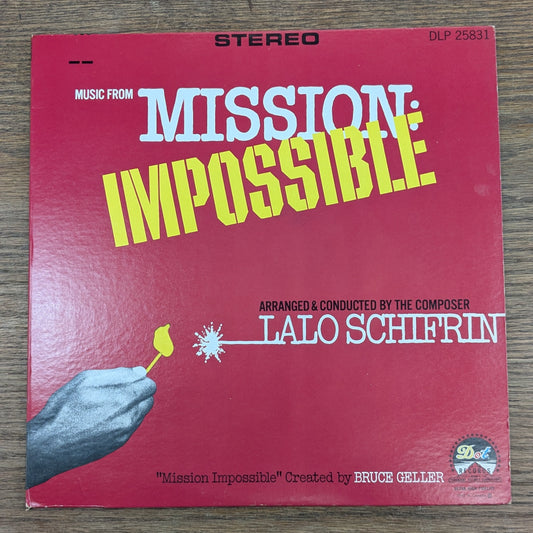 STEREO
DLP 25831
MUSIC FROM MISSION:
IMPOSSIBLE
ARRANGED & CONDUCTED BY THE COMPOSER
LALO SCHIFRIN
"Mission Impossible" Created by BRUCE GELLER
Dot
RECORDS